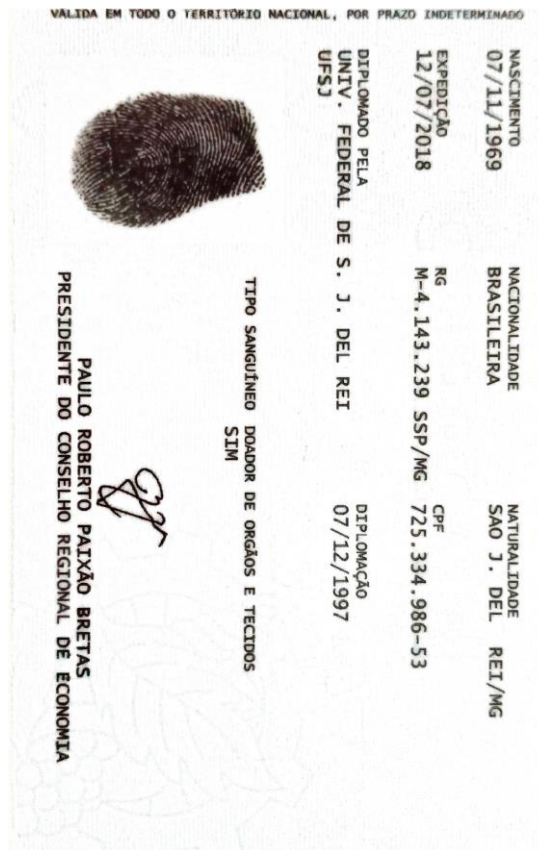 VÁLIDA EM TODO O TERRITÓRIO NACIONAL, POR PRAZO INDETERMINADO
NASCIMENTO NACIONALIDADE NATURALIDADE
07/11/1969 BRASILEIRA SAO J. DEL REI/MG
EXPEDIÇÃO RG CPF
12/07/2018 M-4.143.239 SSP/MG 725.334.986-53
DIPLOMADO PELA DIPLOMAÇÃO
UNIV. FEDERAL DE S. J. DEL REI 07/12/1997
UFSJ
TIPO SANGUÍNEO DOADOR DE ORGÃOS E TECIDOS
SIM
PAULO ROBERTO PAIXÃO BRETAS
PRESIDENTE DO CONSELHO REGIONAL DE ECONOMIA